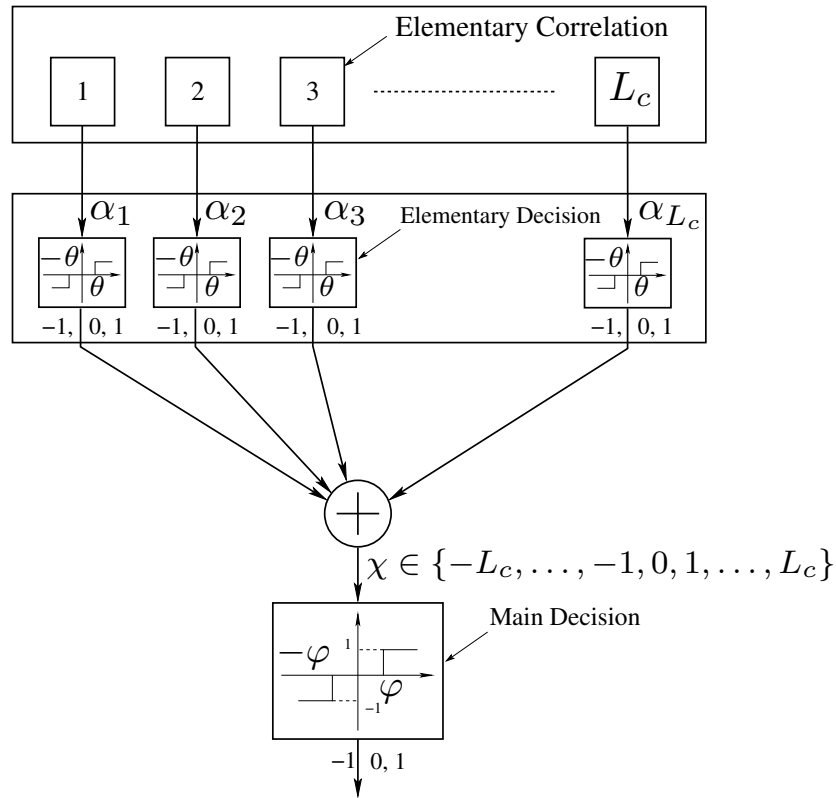 Elementary Correlation
1 2 3 L_c
α_1 α_2 α_3 α_{L_c}
Elementary Decision
−θ −θ −θ −θ
θ θ θ θ
−1, 0, 1 −1, 0, 1 −1, 0, 1 −1, 0, 1
+
χ ∈ {−L_c, . . . , −1, 0, 1, . . . , L_c}
Main Decision
1
−φ
φ
−1
−1 0, 1